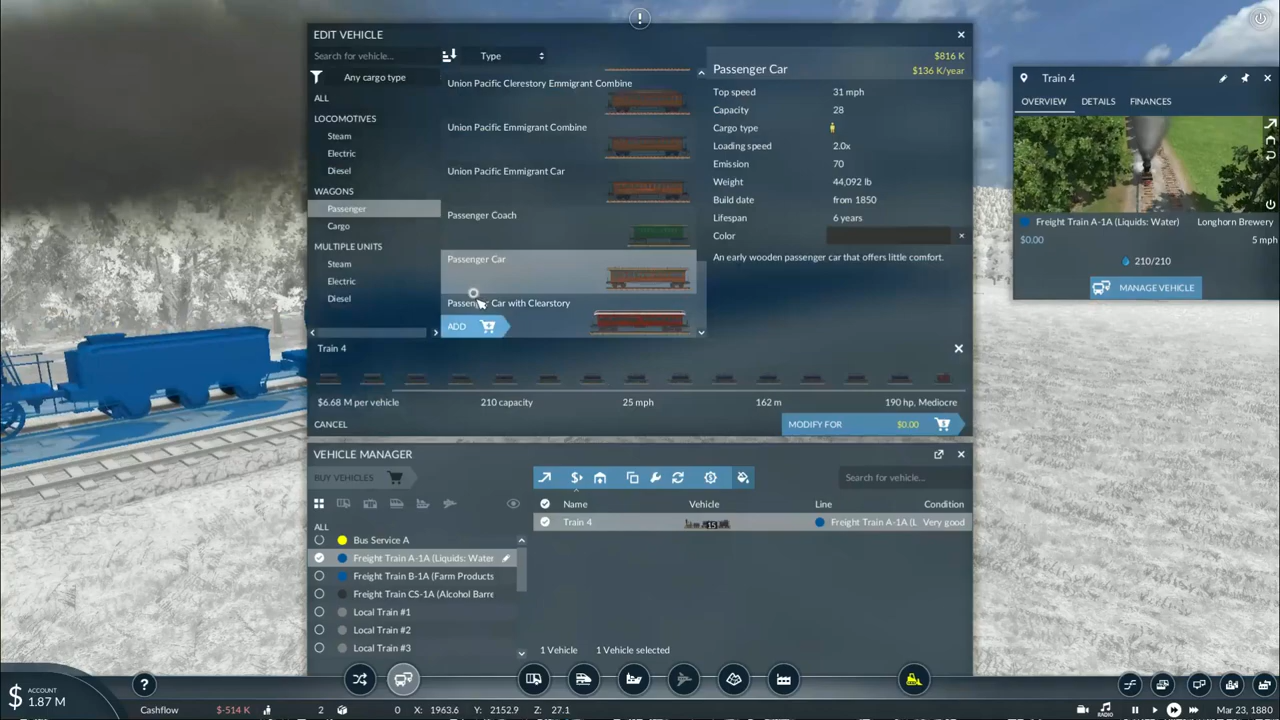 EDIT VEHICLE
Search for vehicle...
Type
Any cargo type
ALL
LOCOMOTIVES
Steam
Electric
Diesel
WAGONS
Passenger
Cargo
MULTIPLE UNITS
Steam
Electric
Diesel
Union Pacific Clerestory Emmigrant Combine
Union Pacific Emmigrant Combine
Union Pacific Emmigrant Car
Passenger Coach
Passenger Car
Passenger Car with Clearstory
ADD
$816 K
Passenger Car
$136 K/year
Top speed 31 mph
Capacity 28
Cargo type
Loading speed 2.0x
Emission 70
Weight 44,092 lb
Build date from 1850
Lifespan 6 years
Color
An early wooden passenger car that offers little comfort.
Train 4
$6.68 M per vehicle 210 capacity 25 mph 162 m 190 hp, Mediocre
CANCEL
MODIFY FOR $0.00
Train 4
OVERVIEW DETAILS FINANCES
Freight Train A-1A (Liquids: Water) Longhorn Brewery
$0.00 5 mph
210/210
MANAGE VEHICLE
VEHICLE MANAGER
BUY VEHICLES
Search for vehicle...
ALL
Bus Service A
Freight Train A-1A (Liquids: Water
Freight Train B-1A (Farm Products
Freight Train CS-1A (Alcohol Barre
Local Train #1
Local Train #2
Local Train #3
Name Vehicle Line Condition
Train 4 15 Freight Train A-1A (L Very good
1 Vehicle 1 Vehicle selected
$ ACCOUNT
1.87 M
?
Cashflow $-514 K 2 0 X: 1963.6 Y: 2152.9 Z: 27.1
RADIO
Mar 23, 1880